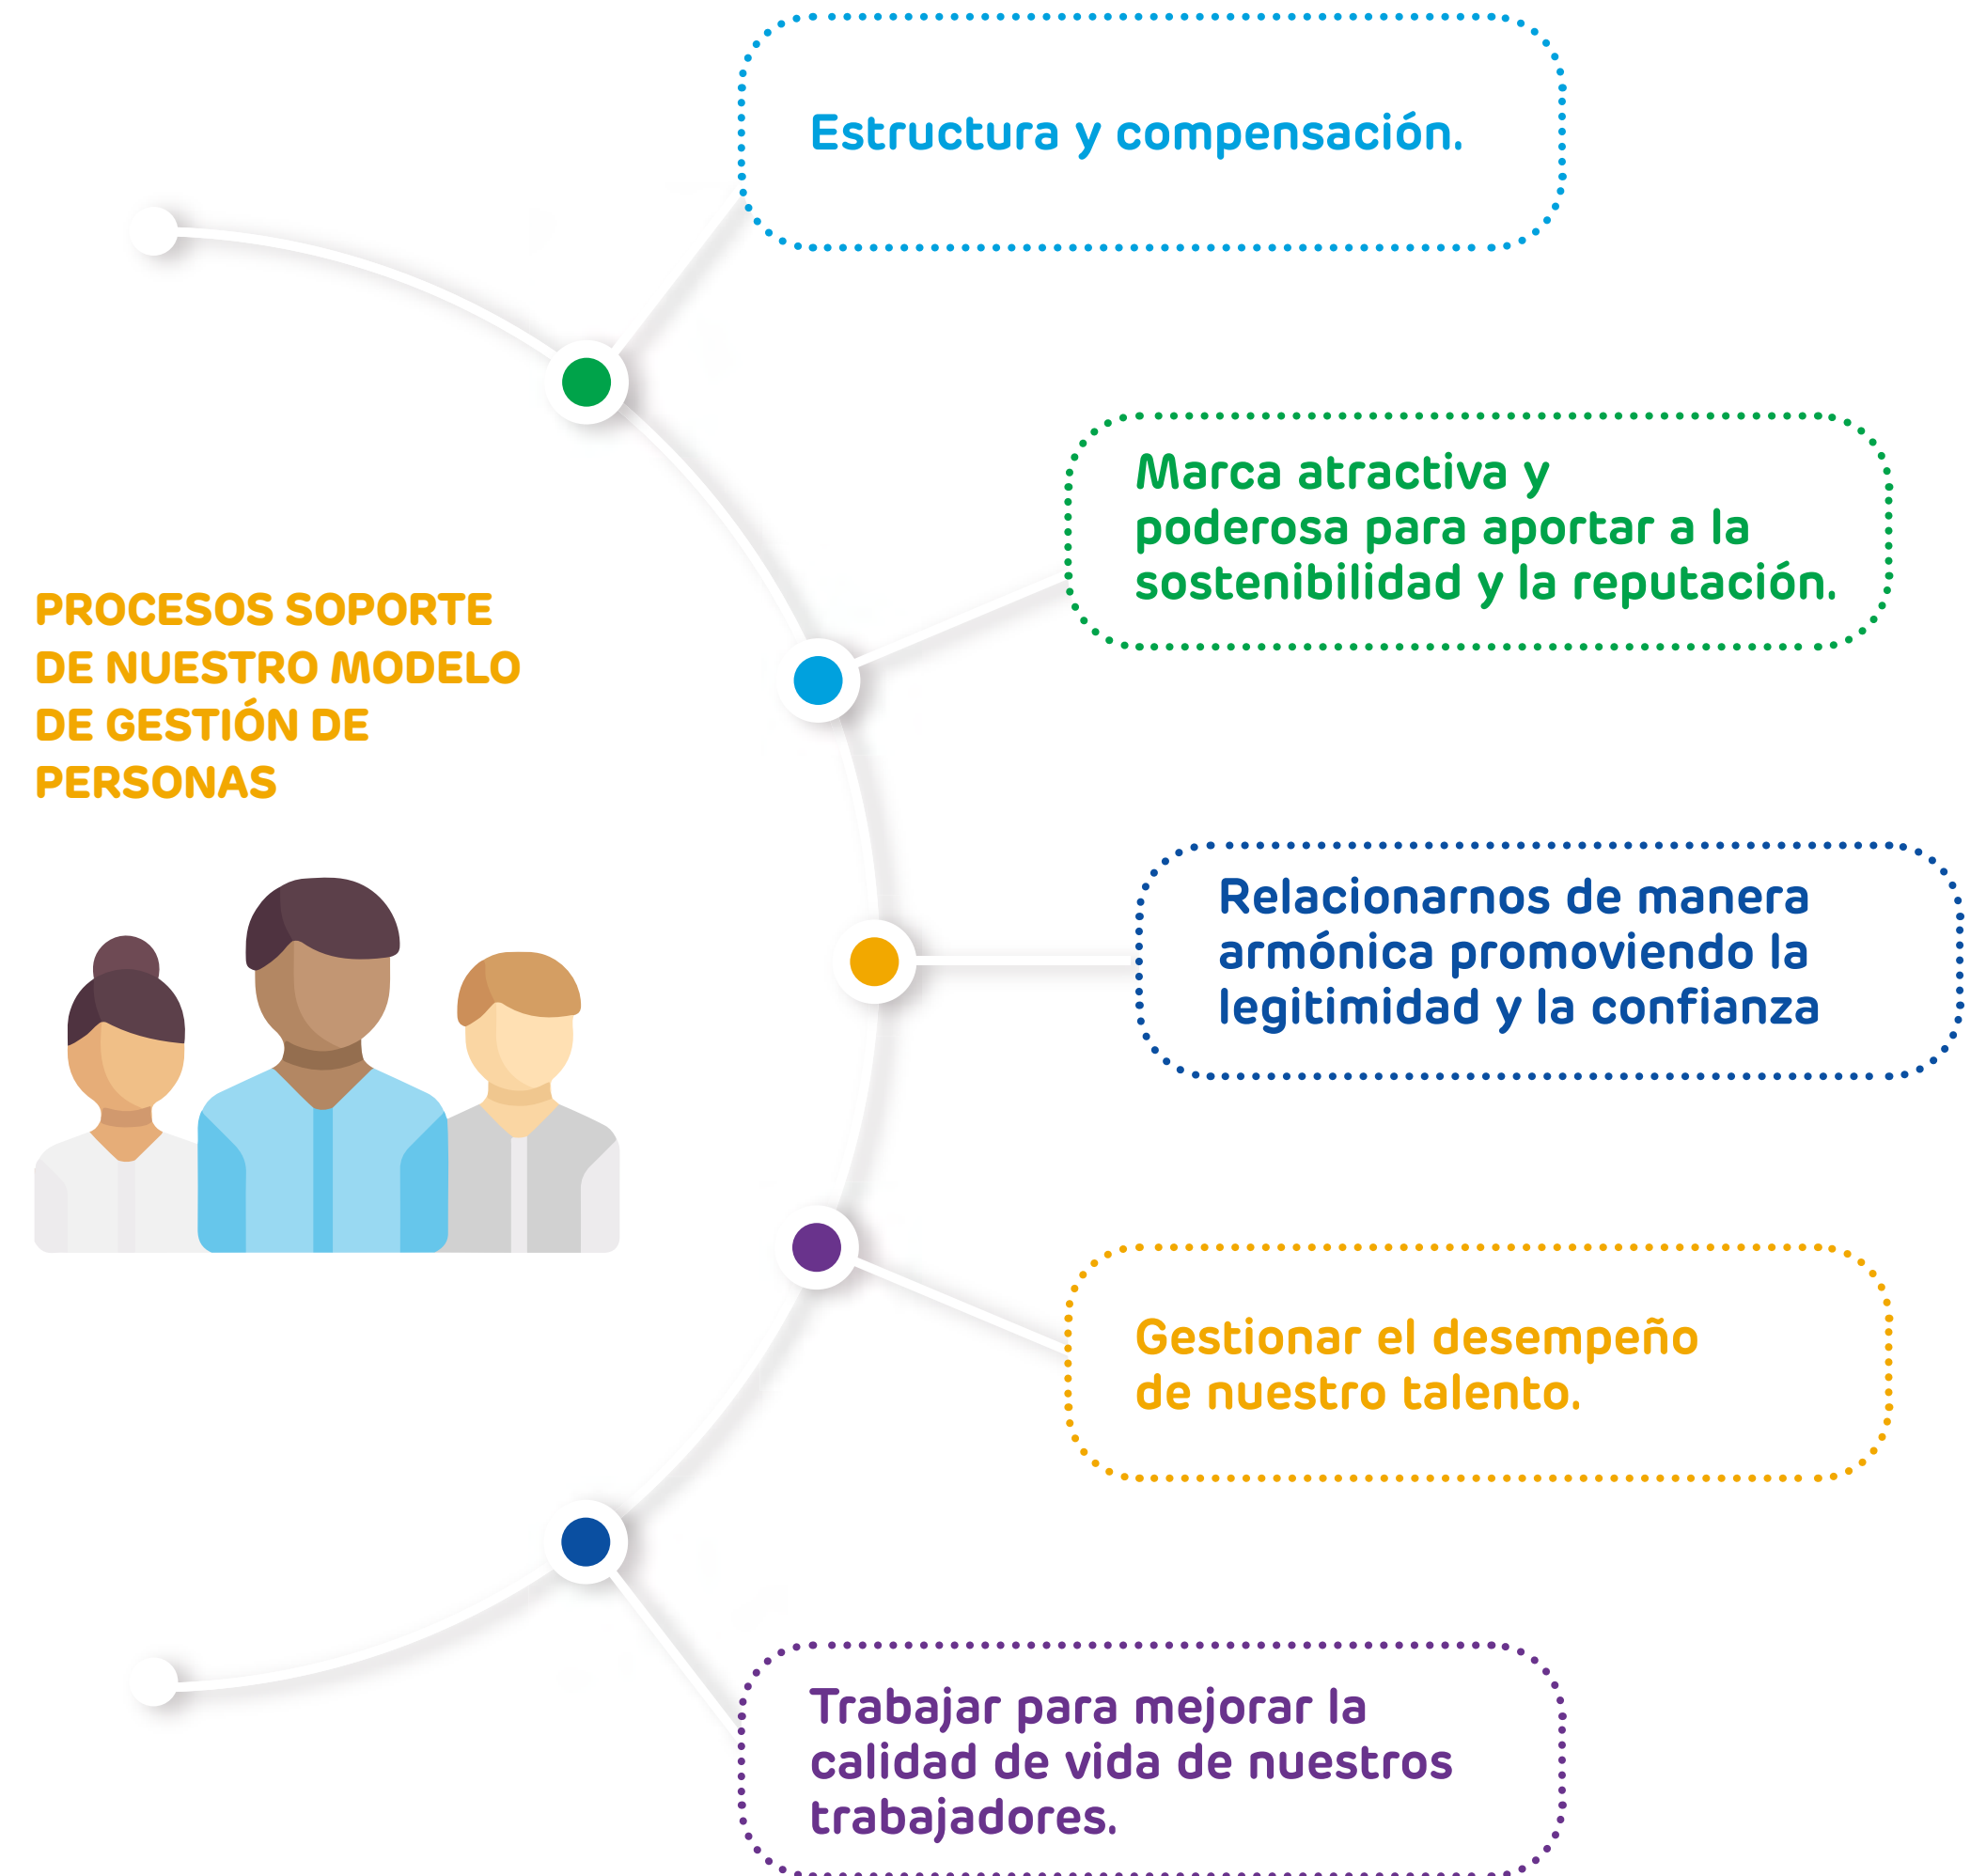 PROCESOS SOPORTE
DE NUESTRO MODELO
DE GESTIÓN DE
PERSONAS
Estructura y compensación.
Marca atractiva y
poderosa para aportar a la
sostenibilidad y la reputación.
Relacionarnos de manera
armónica promoviendo la
legitimidad y la confianza
Gestionar el desempeño
de nuestro talento.
Trabajar para mejorar la
calidad de vida de nuestros
trabajadores.